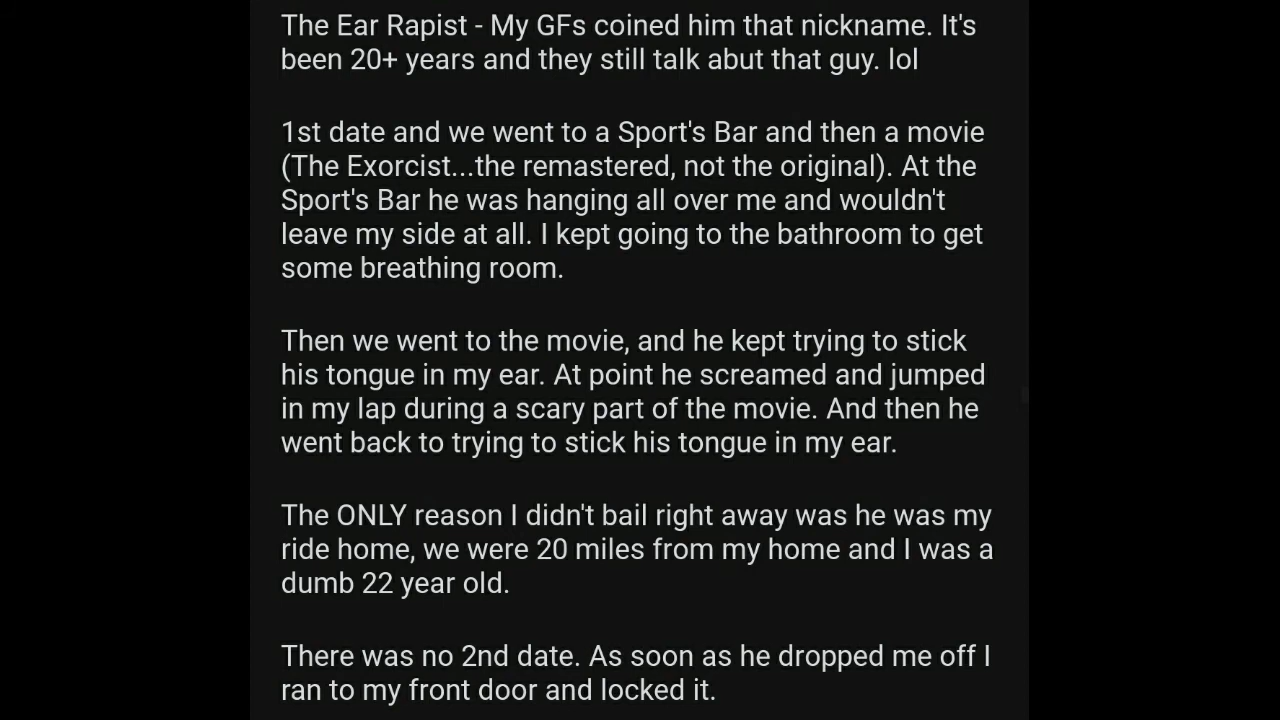 The Ear Rapist - My GFs coined him that nickname. It's
been 20+ years and they still talk abut that guy. lol
1st date and we went to a Sport's Bar and then a movie
(The Exorcist...the remastered, not the original). At the
Sport's Bar he was hanging all over me and wouldn't
leave my side at all. I kept going to the bathroom to get
some breathing room.
Then we went to the movie, and he kept trying to stick
his tongue in my ear. At point he screamed and jumped
in my lap during a scary part of the movie. And then he
went back to trying to stick his tongue in my ear.
The ONLY reason I didn't bail right away was he was my
ride home, we were 20 miles from my home and I was a
dumb 22 year old.
There was no 2nd date. As soon as he dropped me off I
ran to my front door and locked it.